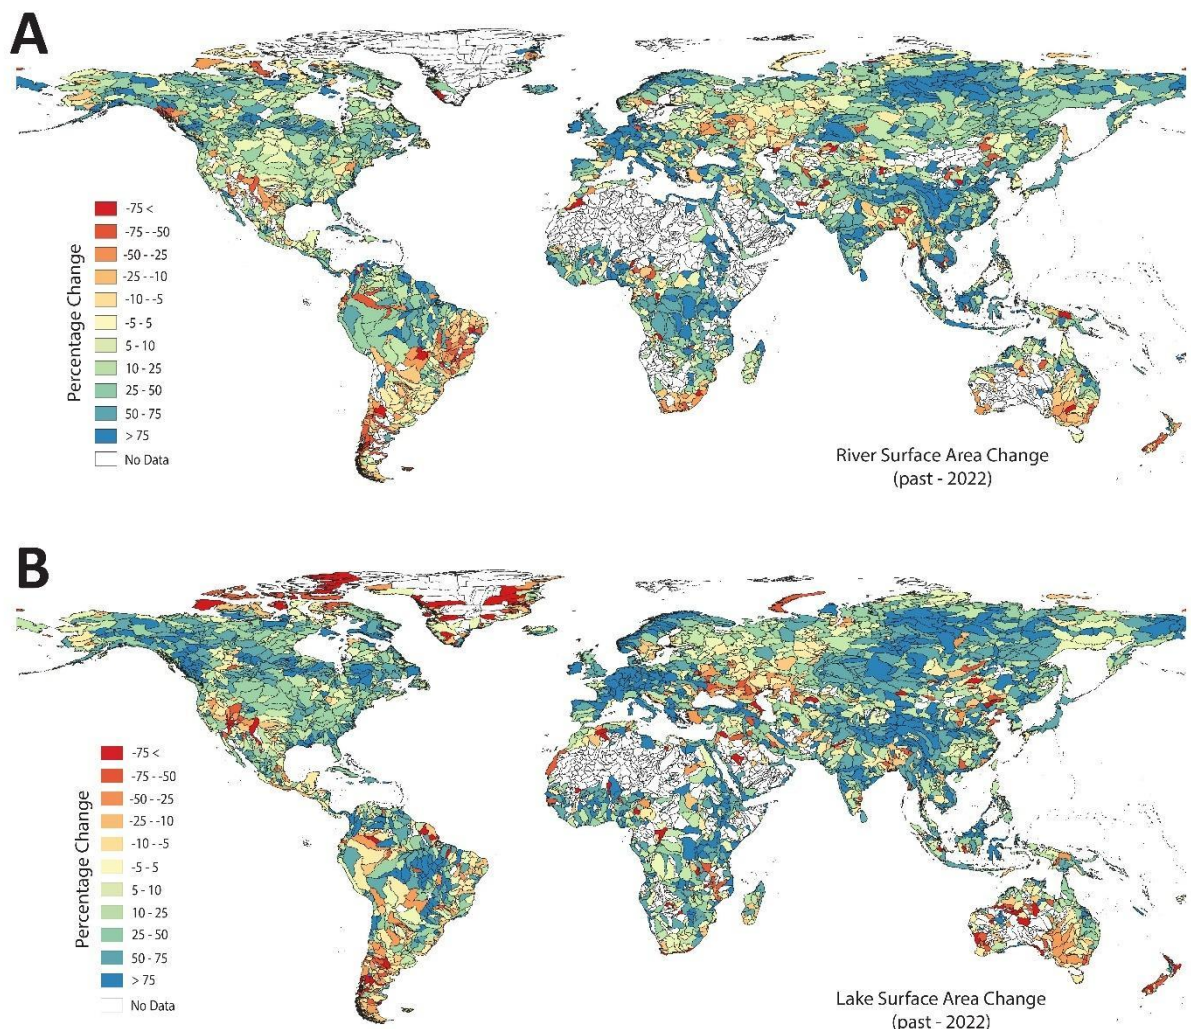 A
Percentage Change
-75 <
-75 - -50
-50 - -25
-25 - -10
-10 - -5
-5 - 5
5 - 10
10 - 25
25 - 50
50 - 75
> 75
No Data
River Surface Area Change
(past - 2022)
B
Percentage Change
-75 <
-75 - -50
-50 - -25
-25 - -10
-10 - -5
-5 - 5
5 - 10
10 - 25
25 - 50
50 - 75
> 75
No Data
Lake Surface Area Change
(past - 2022)